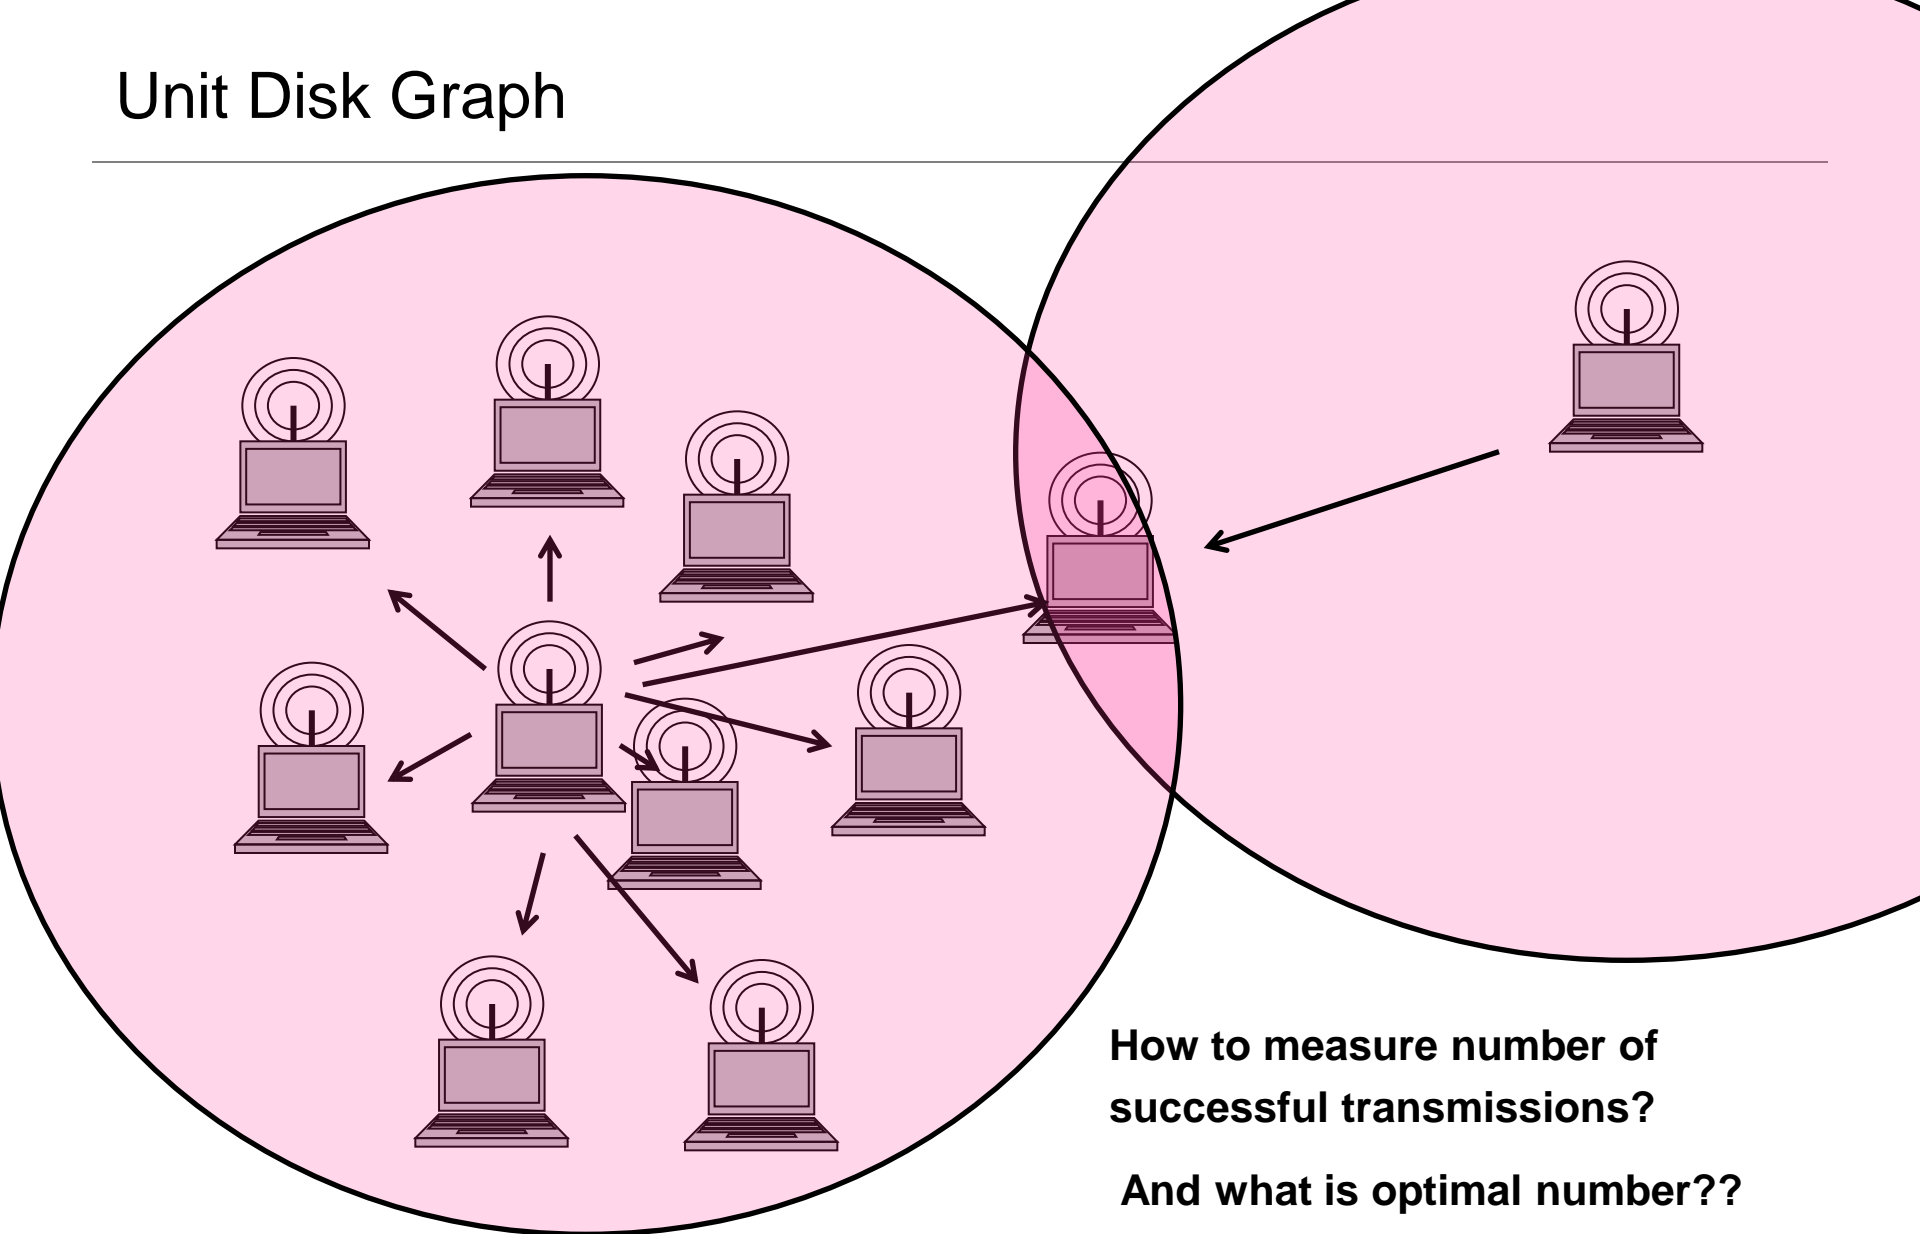 Unit Disk Graph
How to measure number of
successful transmissions?
And what is optimal number??